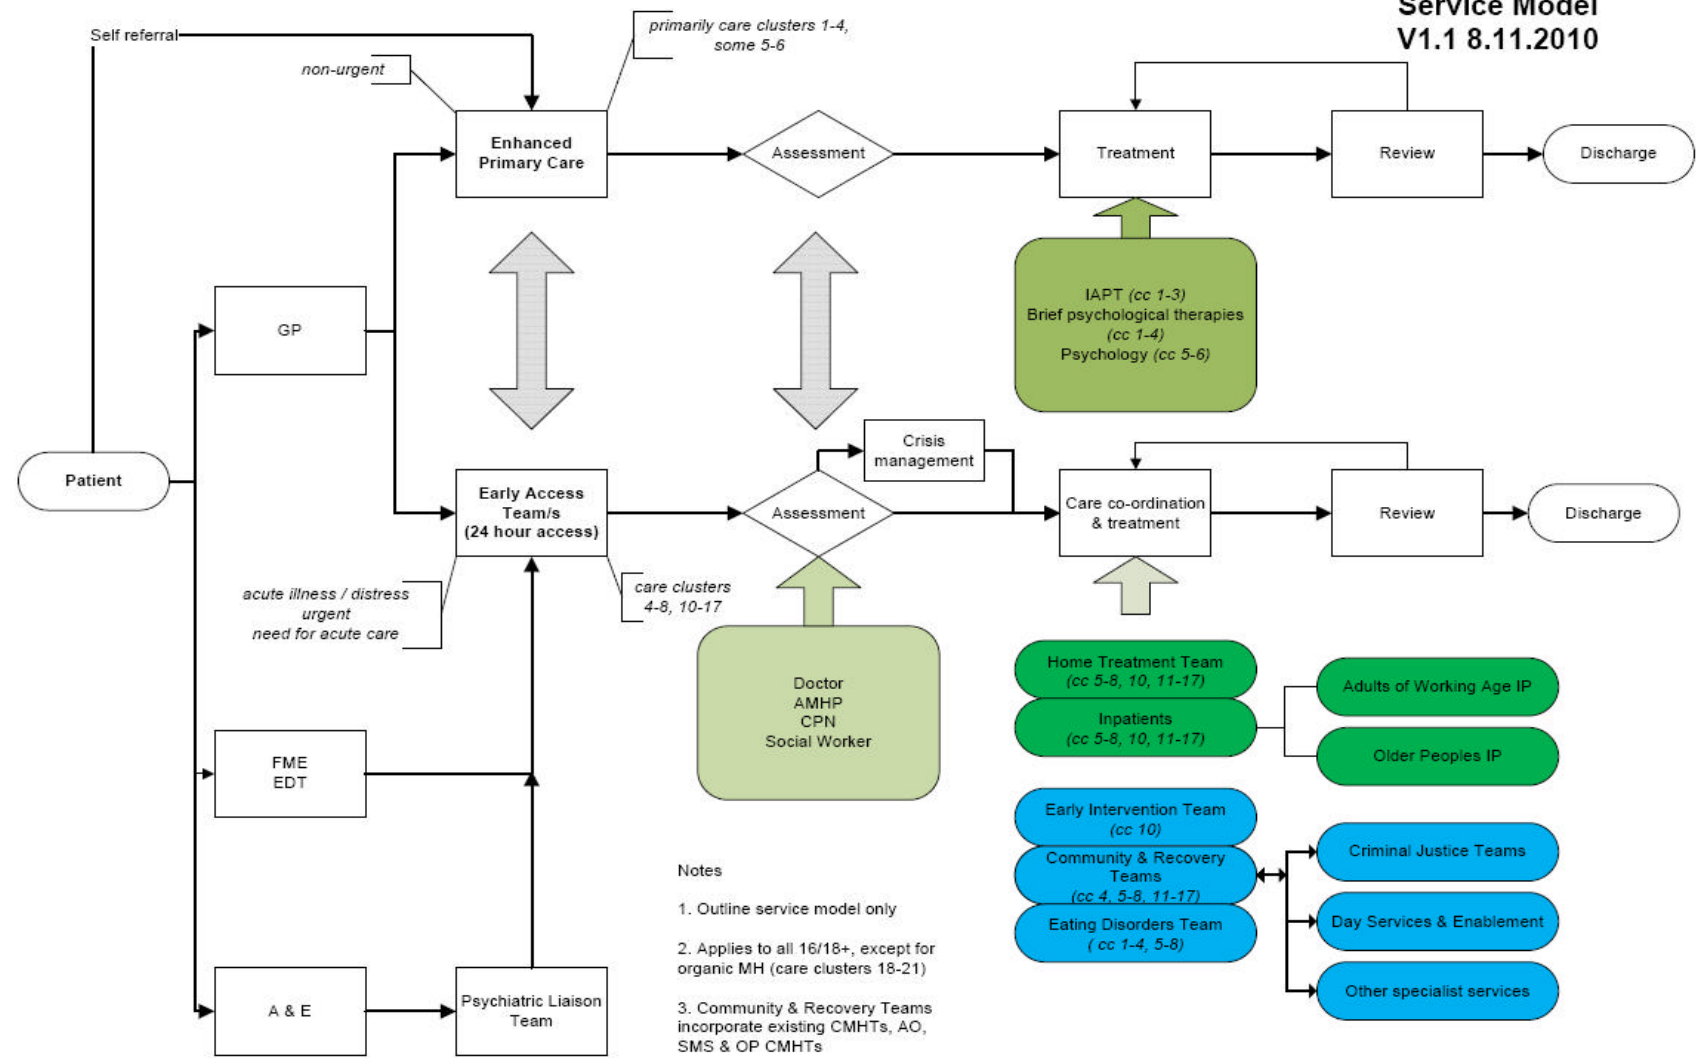 Service Model
V1.1 8.11.2010
Self referral
non-urgent
primarily care clusters 1-4,
some 5-6
Enhanced
Primary Care
Assessment
Treatment
Review
Discharge
IAPT (cc 1-3)
Brief psychological therapies
(cc 1-4)
Psychology (cc 5-6)
GP
Patient
Crisis
management
Early Access
Team/s
(24 hour access)
Assessment
Care co-ordination
& treatment
Review
Discharge
acute illness / distress
urgent
need for acute care
care clusters
4-8, 10-17
Doctor
AMHP
CPN
Social Worker
Home Treatment Team
(cc 5-8, 10, 11-17)
Inpatients
(cc 5-8, 10, 11-17)
Adults of Working Age IP
Older Peoples IP
FME
EDT
Early Intervention Team
(cc 10)
Community & Recovery
Teams
(cc 4, 5-8, 11-17)
Eating Disorders Team
( cc 1-4, 5-8)
Criminal Justice Teams
Day Services & Enablement
Other specialist services
A & E
Psychiatric Liaison
Team
Notes
1. Outline service model only
2. Applies to all 16/18+, except for
organic MH (care clusters 18-21)
3. Community & Recovery Teams
incorporate existing CMHTs, AO,
SMS & OP CMHTs